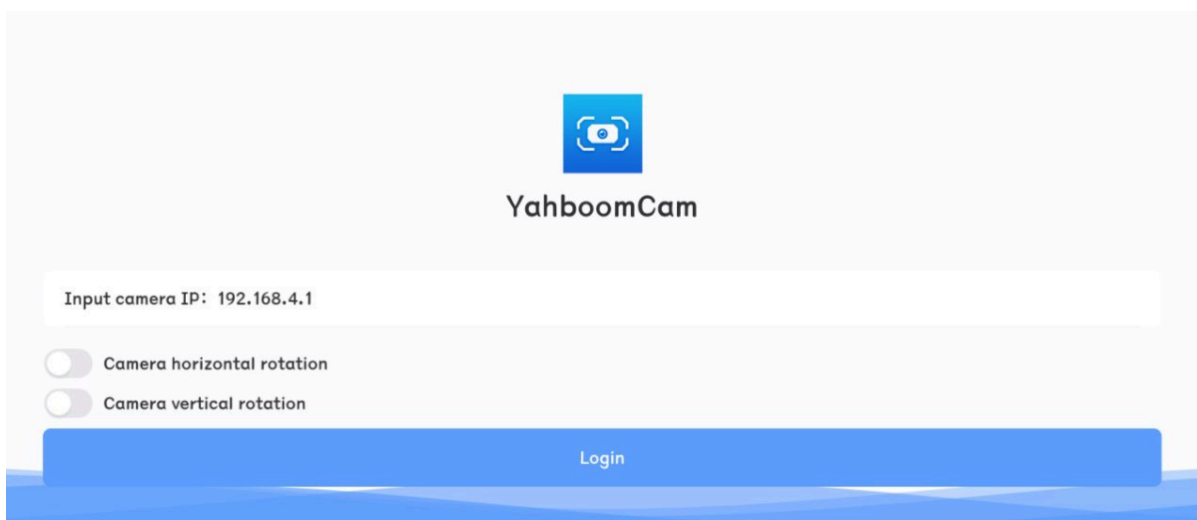 YahboomCam
Input camera IP: 192.168.4.1
Camera horizontal rotation
Camera vertical rotation
Login